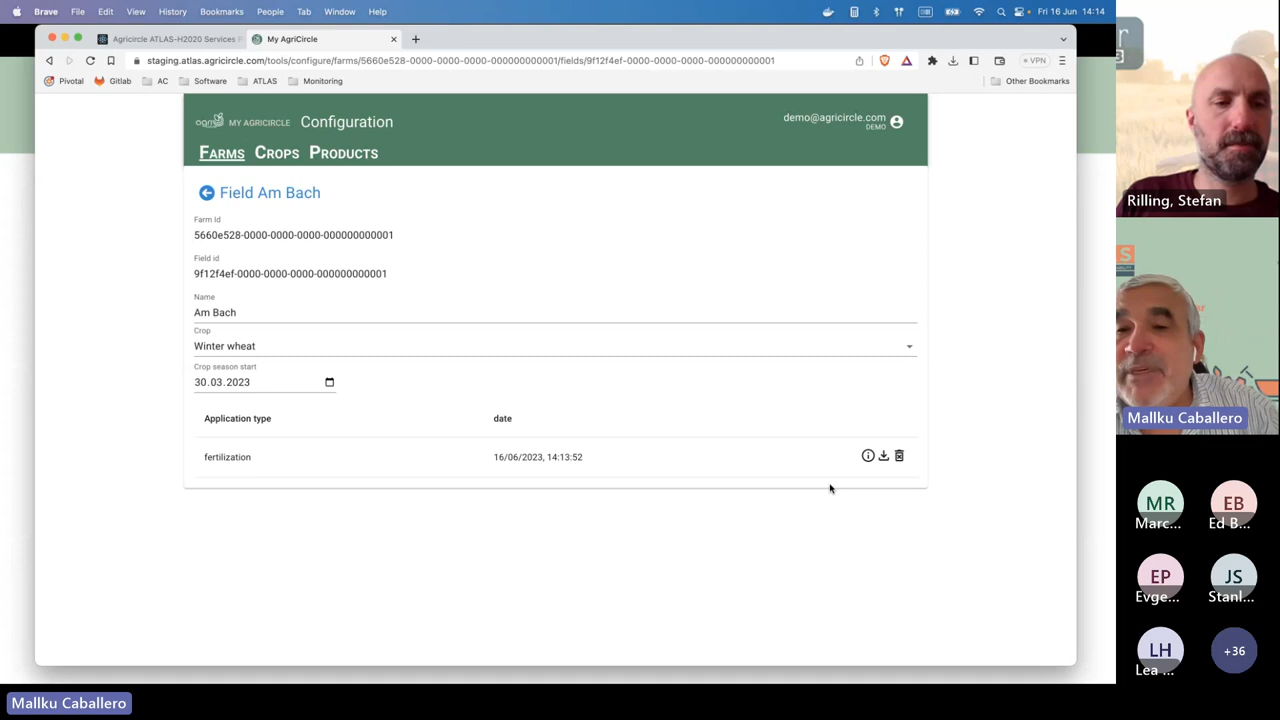 Brave File Edit View History Bookmarks People Tab Window Help Fri 16 Jun 14:14
Agricircle ATLAS-H2020 Services P My AgriCircle
staging.atlas.agricircle.com/tools/configure/farms/5660e528-0000-0000-0000-000000000001/fields/9f12f4ef-0000-0000-0000-000000000001 VPN
Pivotal Gitlab AC Software ATLAS Monitoring Other Bookmarks
MY AGRICIRCLE Configuration demo@agricircle.com
DEMO
FARMS CROPS PRODUCTS
Field Am Bach
Farm Id
5660e528-0000-0000-0000-000000000001
Field id
9f12f4ef-0000-0000-0000-000000000001
Name
Am Bach
Crop
Winter wheat
Crop season start
30.03.2023
Application type date
fertilization 16/06/2023, 14:13:52
Rilling, Stefan
Mallku Caballero
MR EB
Marc... Ed B...
EP JS
Evge... Stanl...
LH +36
Lea ...
Mallku Caballero